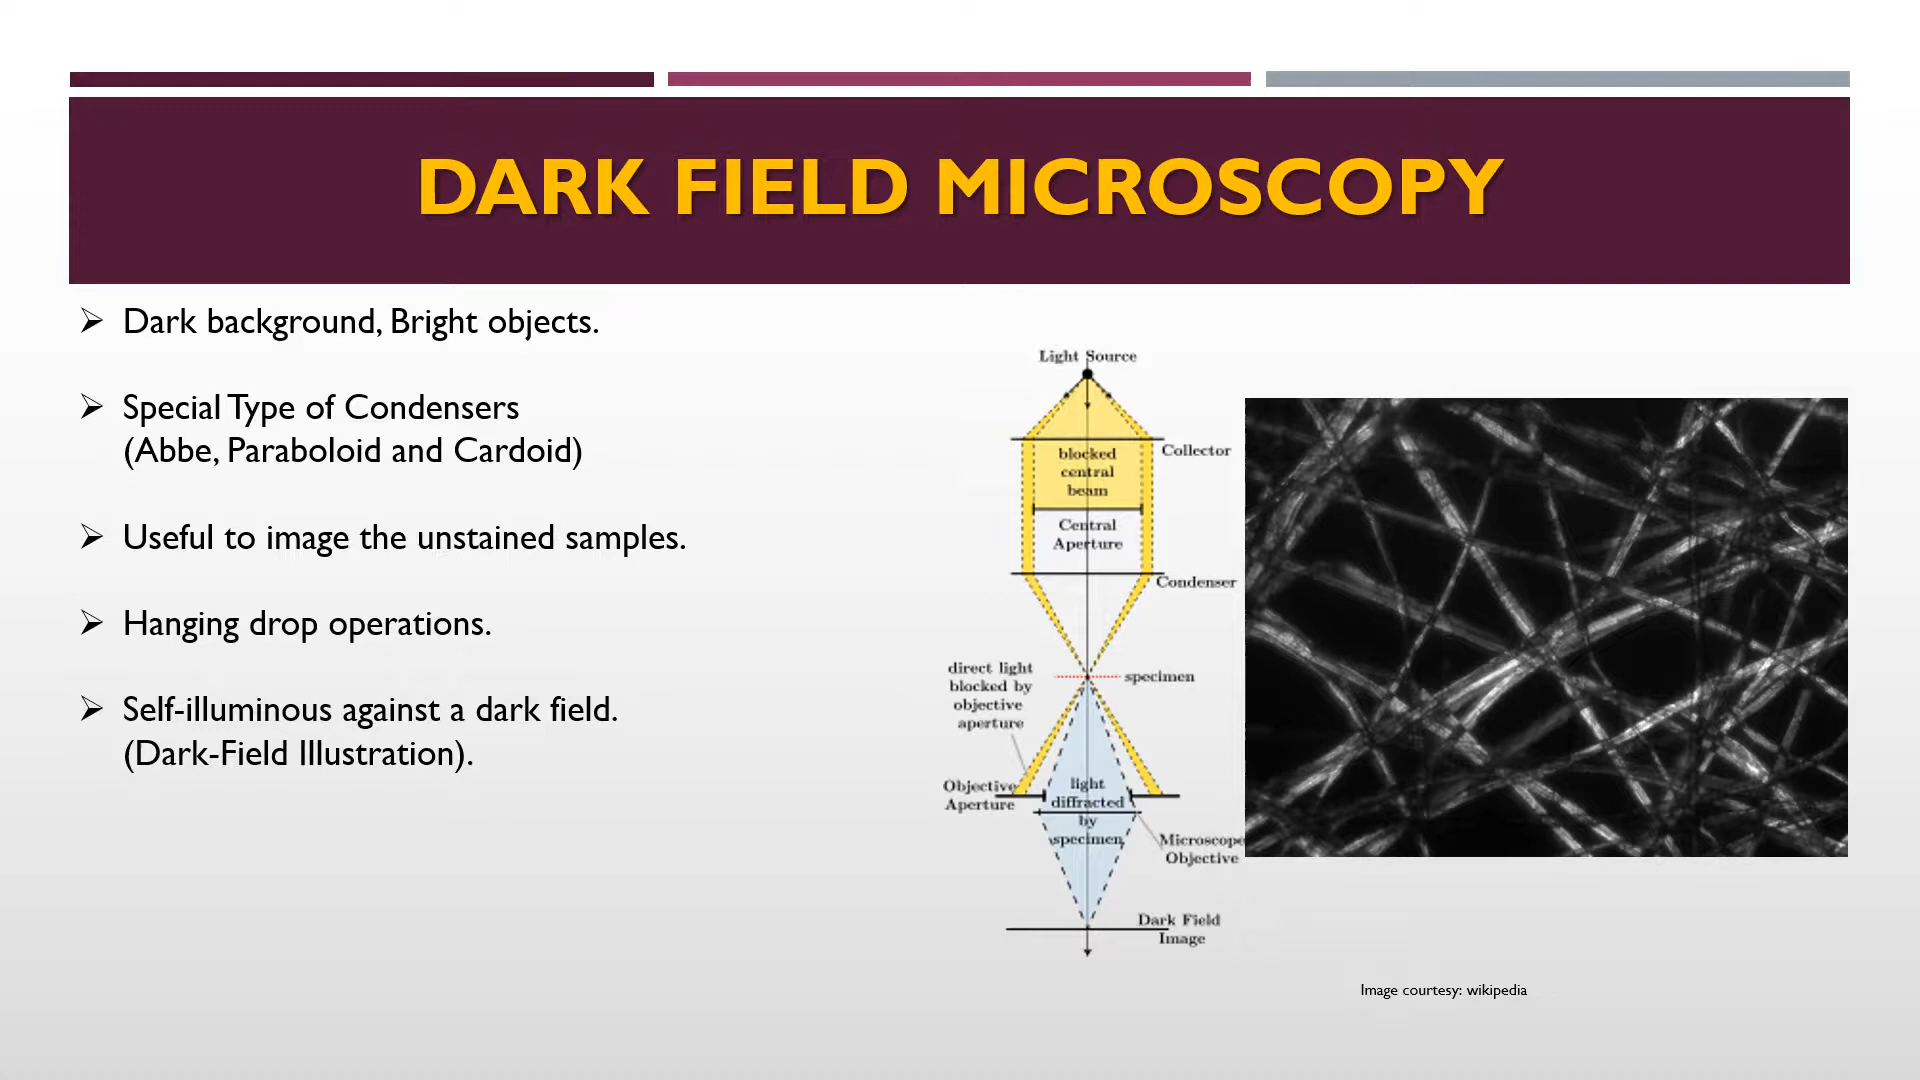 DARK FIELD MICROSCOPY
Dark background, Bright objects.
Special Type of Condensers
(Abbe, Paraboloid and Cardoid)
Useful to image the unstained samples.
Hanging drop operations.
Self-illuminous against a dark field.
(Dark-Field Illustration).
Light Source
Collector
blocked
central
beam
Central
Aperture
Condenser
specimen
direct light
blocked by
objective
aperture
Objective
Aperture
light
diffracted
by
specimen
Microscope
Objective
Dark Field
Image
Image courtesy: wikipedia